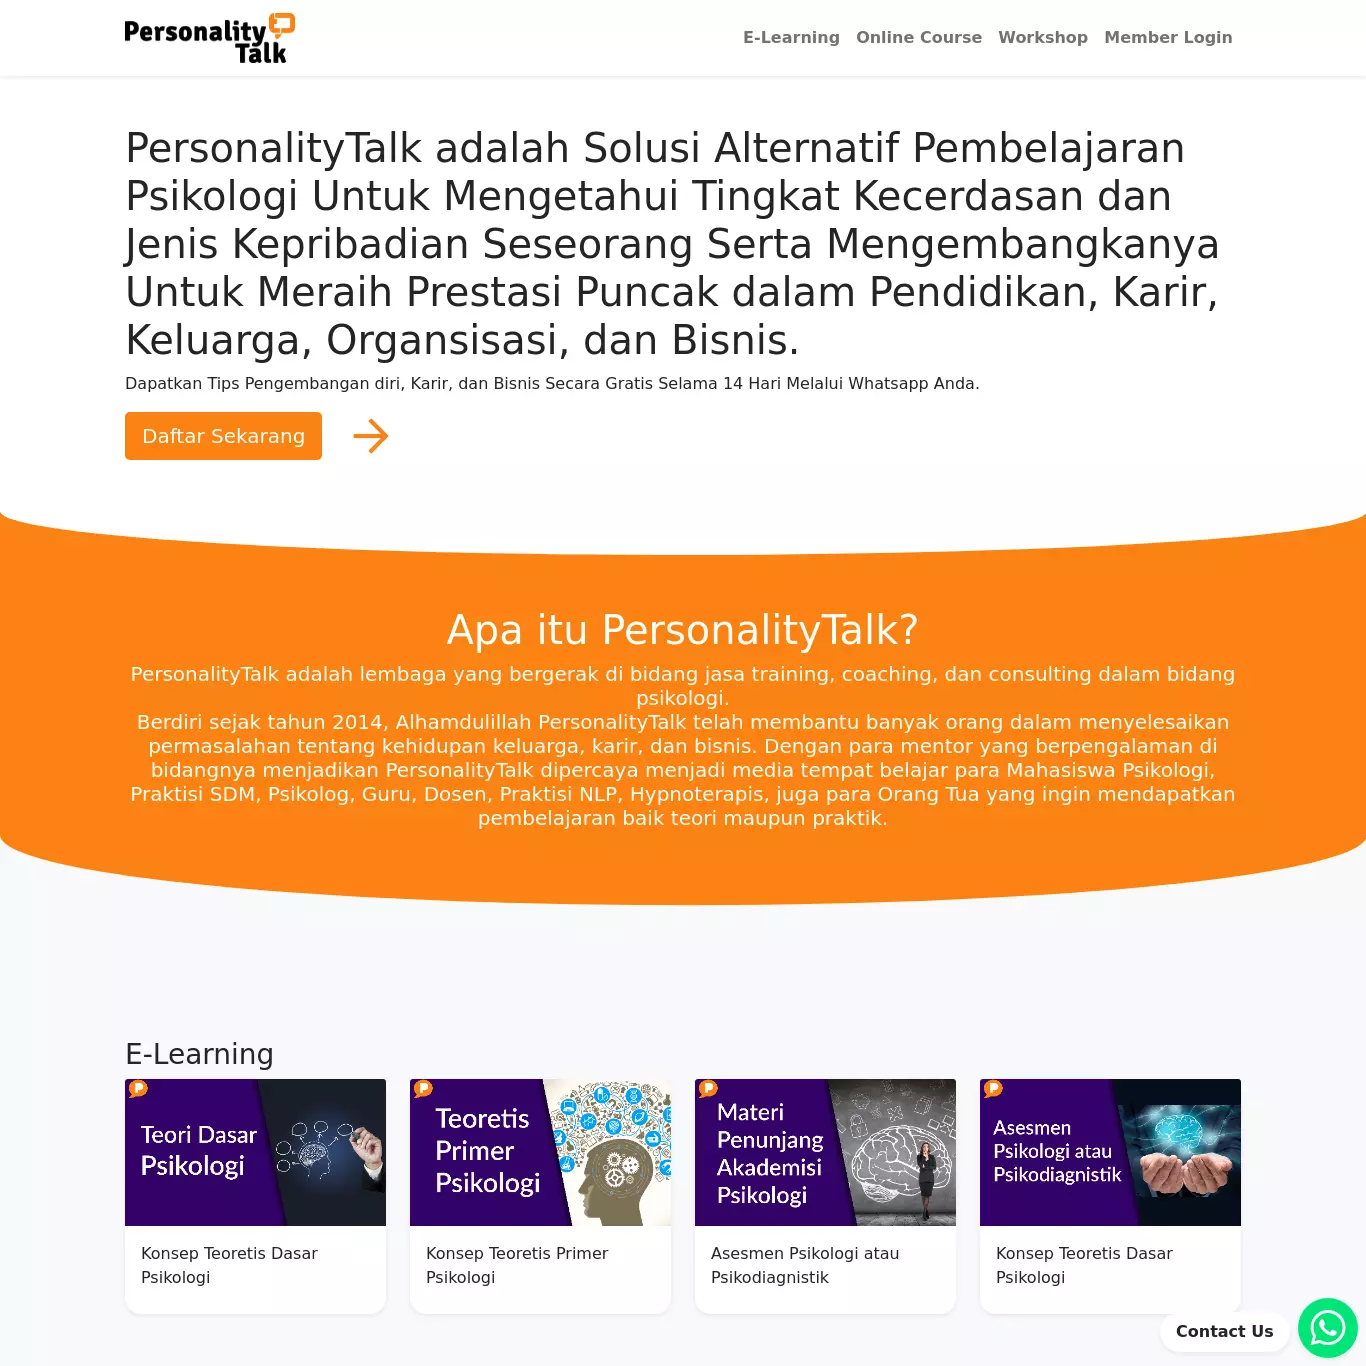 Personality
Talk
E-Learning Online Course Workshop Member Login
PersonalityTalk adalah Solusi Alternatif Pembelajaran
Psikologi Untuk Mengetahui Tingkat Kecerdasan dan
Jenis Kepribadian Seseorang Serta Mengembangkanya
Untuk Meraih Prestasi Puncak dalam Pendidikan, Karir,
Keluarga, Organsisasi, dan Bisnis.
Dapatkan Tips Pengembangan diri, Karir, dan Bisnis Secara Gratis Selama 14 Hari Melalui Whatsapp Anda.
Daftar Sekarang
Apa itu PersonalityTalk?
PersonalityTalk adalah lembaga yang bergerak di bidang jasa training, coaching, dan consulting dalam bidang
psikologi.
Berdiri sejak tahun 2014, Alhamdulillah PersonalityTalk telah membantu banyak orang dalam menyelesaikan
permasalahan tentang kehidupan keluarga, karir, dan bisnis. Dengan para mentor yang berpengalaman di
bidangnya menjadikan PersonalityTalk dipercaya menjadi media tempat belajar para Mahasiswa Psikologi,
Praktisi SDM, Psikolog, Guru, Dosen, Praktisi NLP, Hypnoterapis, juga para Orang Tua yang ingin mendapatkan
pembelajaran baik teori maupun praktik.
E-Learning
P
Teori Dasar
Psikologi
Konsep Teoretis Dasar
Psikologi
P
Teoretis
Primer
Psikologi
Konsep Teoretis Primer
Psikologi
P
Materi
Penunjang
Akademisi
Psikologi
Asesmen Psikologi atau
Psikodiagnostik
P
Asesmen
Psikologi atau
Psikodiagnistik
Konsep Teoretis Dasar
Psikologi
Contact Us